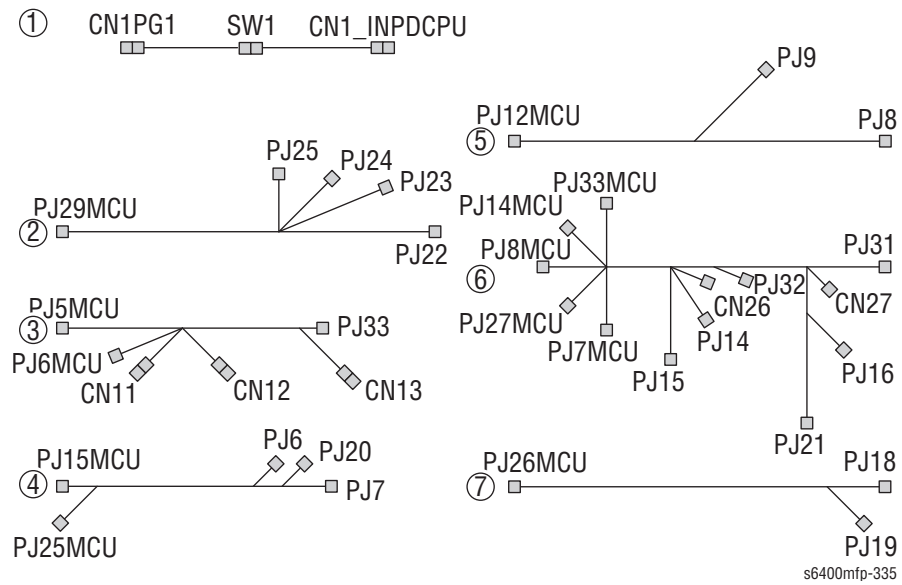 1 CN1PG1 SW1 CN1_INPDCPU
2 PJ29MCU PJ25 PJ24 PJ23 PJ22
3 PJ5MCU PJ33 PJ6MCU CN11 CN12 CN13
4 PJ15MCU PJ6 PJ20 PJ7 PJ25MCU
5 PJ12MCU PJ9 PJ8
6 PJ33MCU PJ14MCU PJ8MCU PJ27MCU PJ7MCU PJ15 PJ14 CN26 PJ32 PJ31 CN27 PJ16 PJ21
7 PJ26MCU PJ18 PJ19
s6400mfp-335